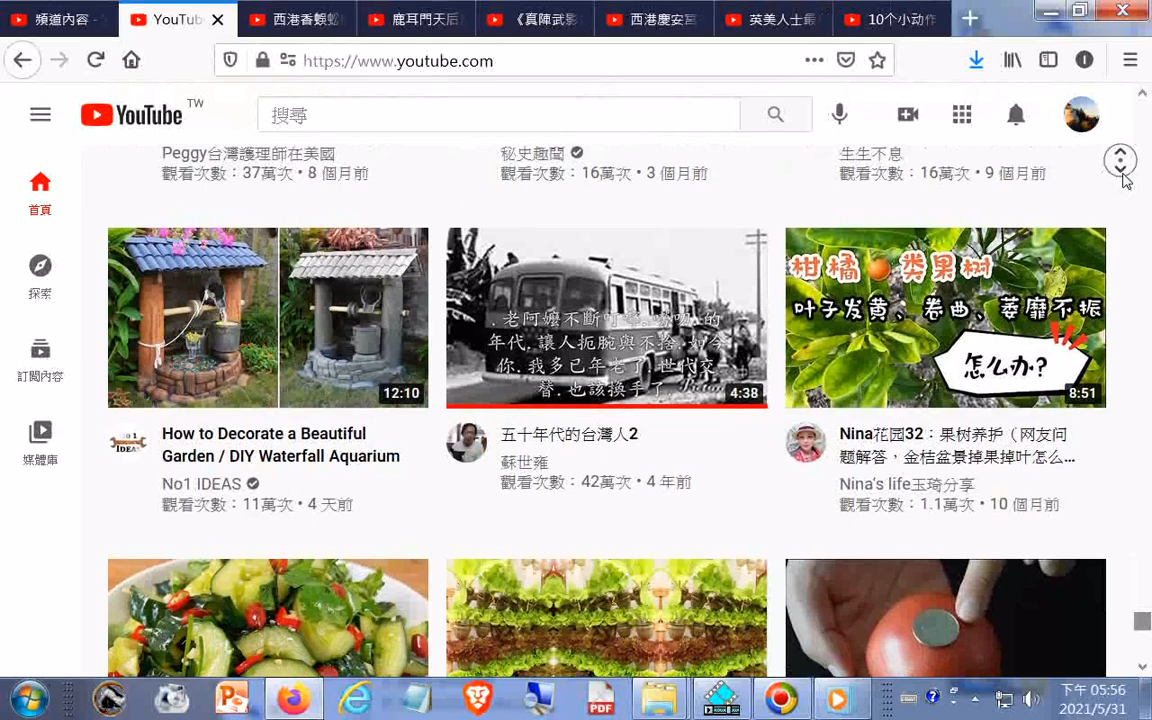 頻道內容
YouTube
西港香蜈蚣
鹿耳門天后
《真陣武影
西港慶安宮
英美人士最
10个小动作
https://www.youtube.com
YouTube
TW
搜尋
首頁
探索
訂閱內容
媒體庫
Peggy台灣護理師在美國
觀看次數：37萬次 • 8 個月前
秘史趣聞
觀看次數：16萬次 • 3 個月前
生生不息
觀看次數：16萬次 • 9 個月前
12:10
How to Decorate a Beautiful
Garden / DIY Waterfall Aquarium
No1 IDEAS
觀看次數：11萬次 • 4 天前
.老阿嬤不斷
的
年代.讓人扼腕與不捨.如今
你.我多已年老了.世代交
替.也該換手了
4:38
五十年代的台灣人2
蘇世雍
觀看次數：42萬次 • 4 年前
柑橘类果树
叶子发黄、卷曲、萎靡不振
怎么办?
8:51
Nina花园32：果树养护（网友问
题解答，金桔盆景掉果掉叶怎么...
Nina's life玉琦分享
觀看次數：1.1萬次 • 10 個月前
PDF
下午 05:56
2021/5/31